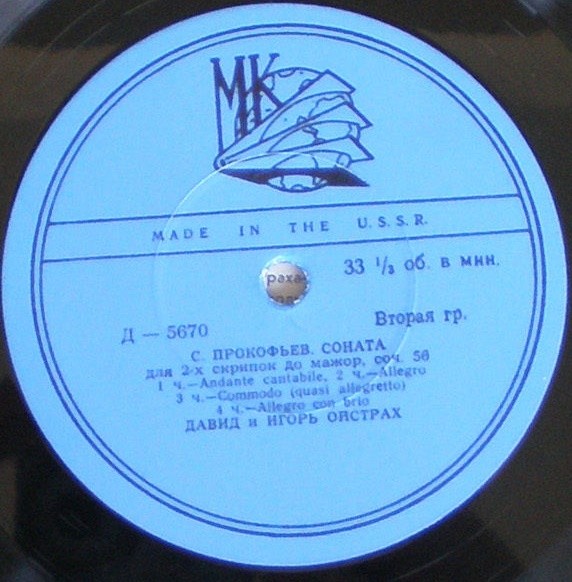 МК
MADE IN THE U.S.S.R.
33 ⅓ об. в мин.
Д — 5670
Вторая гр.
С. ПРОКОФЬЕВ. СОНАТА
для 2-х скрипок до мажор, соч. 56
1 ч.—Andante cantabile, 2 ч.—Allegro
3 ч.—Commodo (quasi allegretto)
4 ч.—Allegro con brio
ДАВИД и ИГОРЬ ОЙСТРАХ